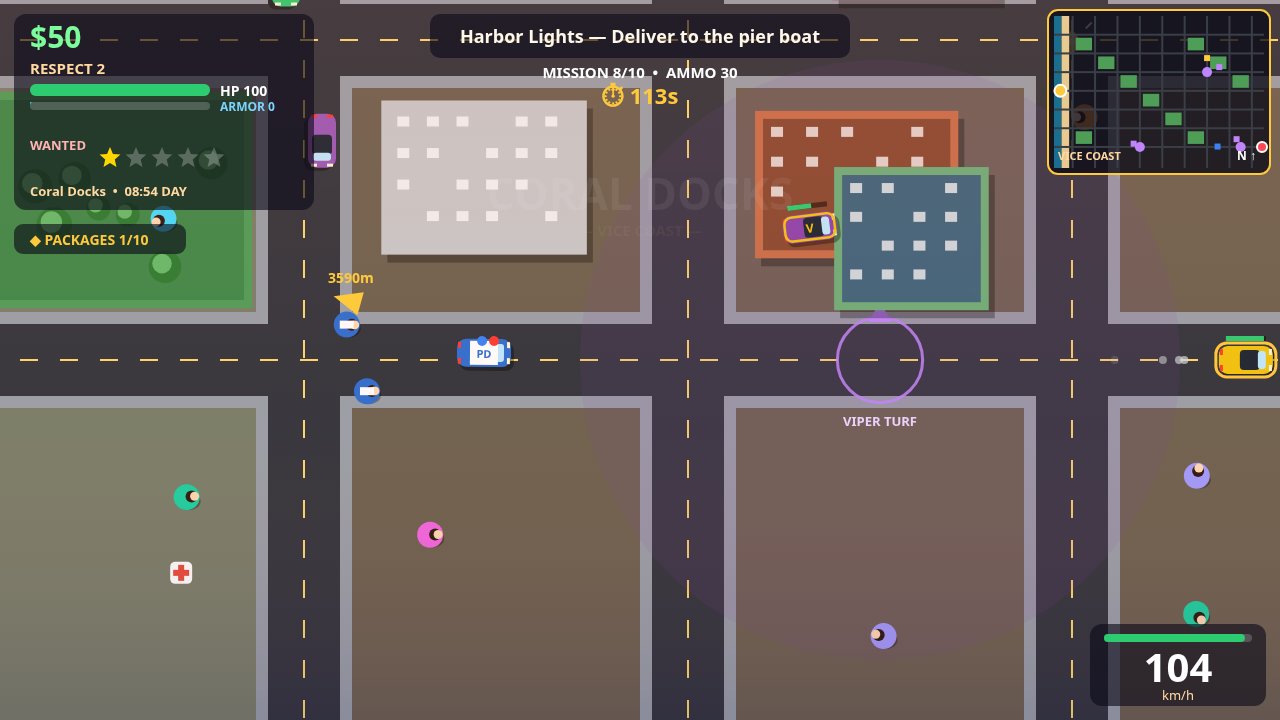 $50
RESPECT 2
HP 100
ARMOR 0
WANTED
Coral Docks • 08:54 DAY
◆ PACKAGES 1/10
Harbor Lights — Deliver to the pier boat
MISSION 8/10 • AMMO 30
⏱ 113s
VICE COAST
N ↑
CORAL DOCKS
— VICE COAST —
V
3590m
PD
VIPER TURF
104
km/h